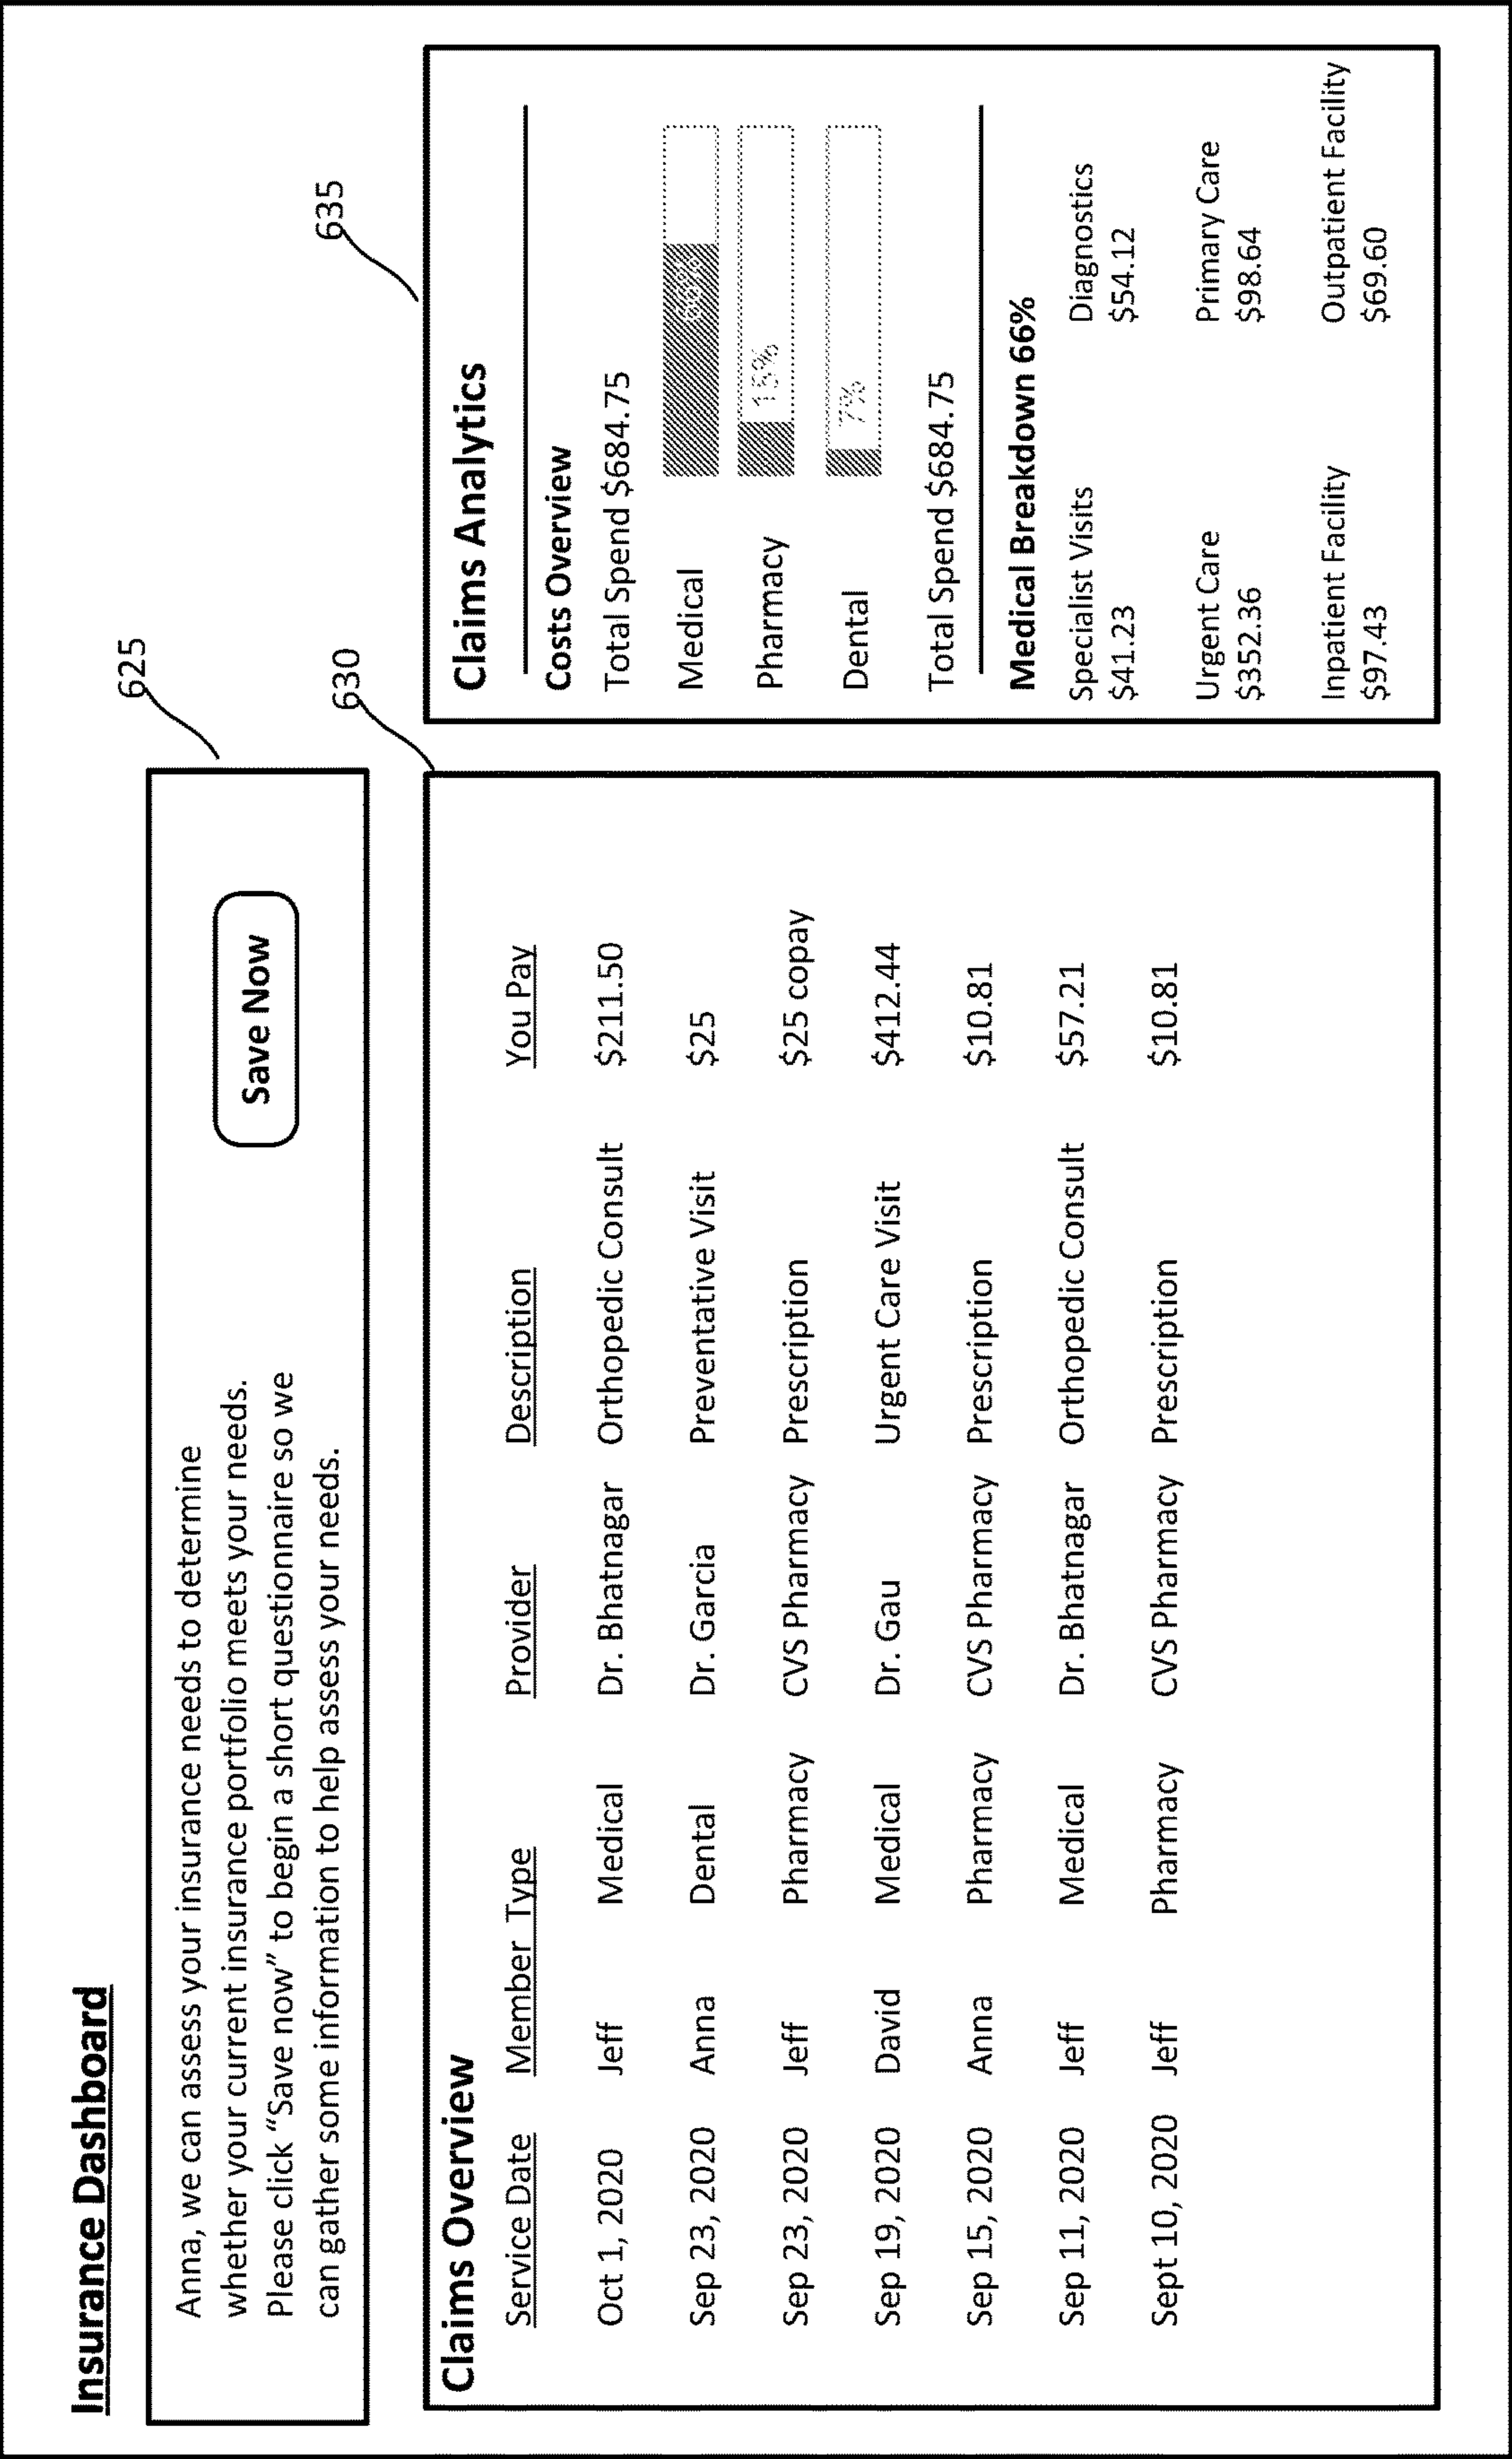 Insurance Dashboard
625
Anna, we can assess your insurance needs to determine
whether your current insurance portfolio meets your needs.
Please click “Save now” to begin a short questionnaire so we
can gather some information to help assess your needs.
Save Now
630
Claims Overview
Service Date Member Type Provider Description You Pay
Oct 1, 2020 Jeff Medical Dr. Bhatnagar Orthopedic Consult $211.50
Sep 23, 2020 Anna Dental Dr. Garcia Preventative Visit $25
Sep 23, 2020 Jeff Pharmacy CVS Pharmacy Prescription $25 copay
Sep 19, 2020 David Medical Dr. Gau Urgent Care Visit $412.44
Sep 15, 2020 Anna Pharmacy CVS Pharmacy Prescription $10.81
Sep 11, 2020 Jeff Medical Dr. Bhatnagar Orthopedic Consult $57.21
Sept 10, 2020 Jeff Pharmacy CVS Pharmacy Prescription $10.81
635
Claims Analytics
Costs Overview
Total Spend $684.75
Medical 66%
Pharmacy 15%
Dental 7%
Total Spend $684.75
Medical Breakdown 66%
Specialist Visits Diagnostics
$41.23 $54.12
Urgent Care Primary Care
$352.36 $98.64
Inpatient Facility Outpatient Facility
$97.43 $69.60